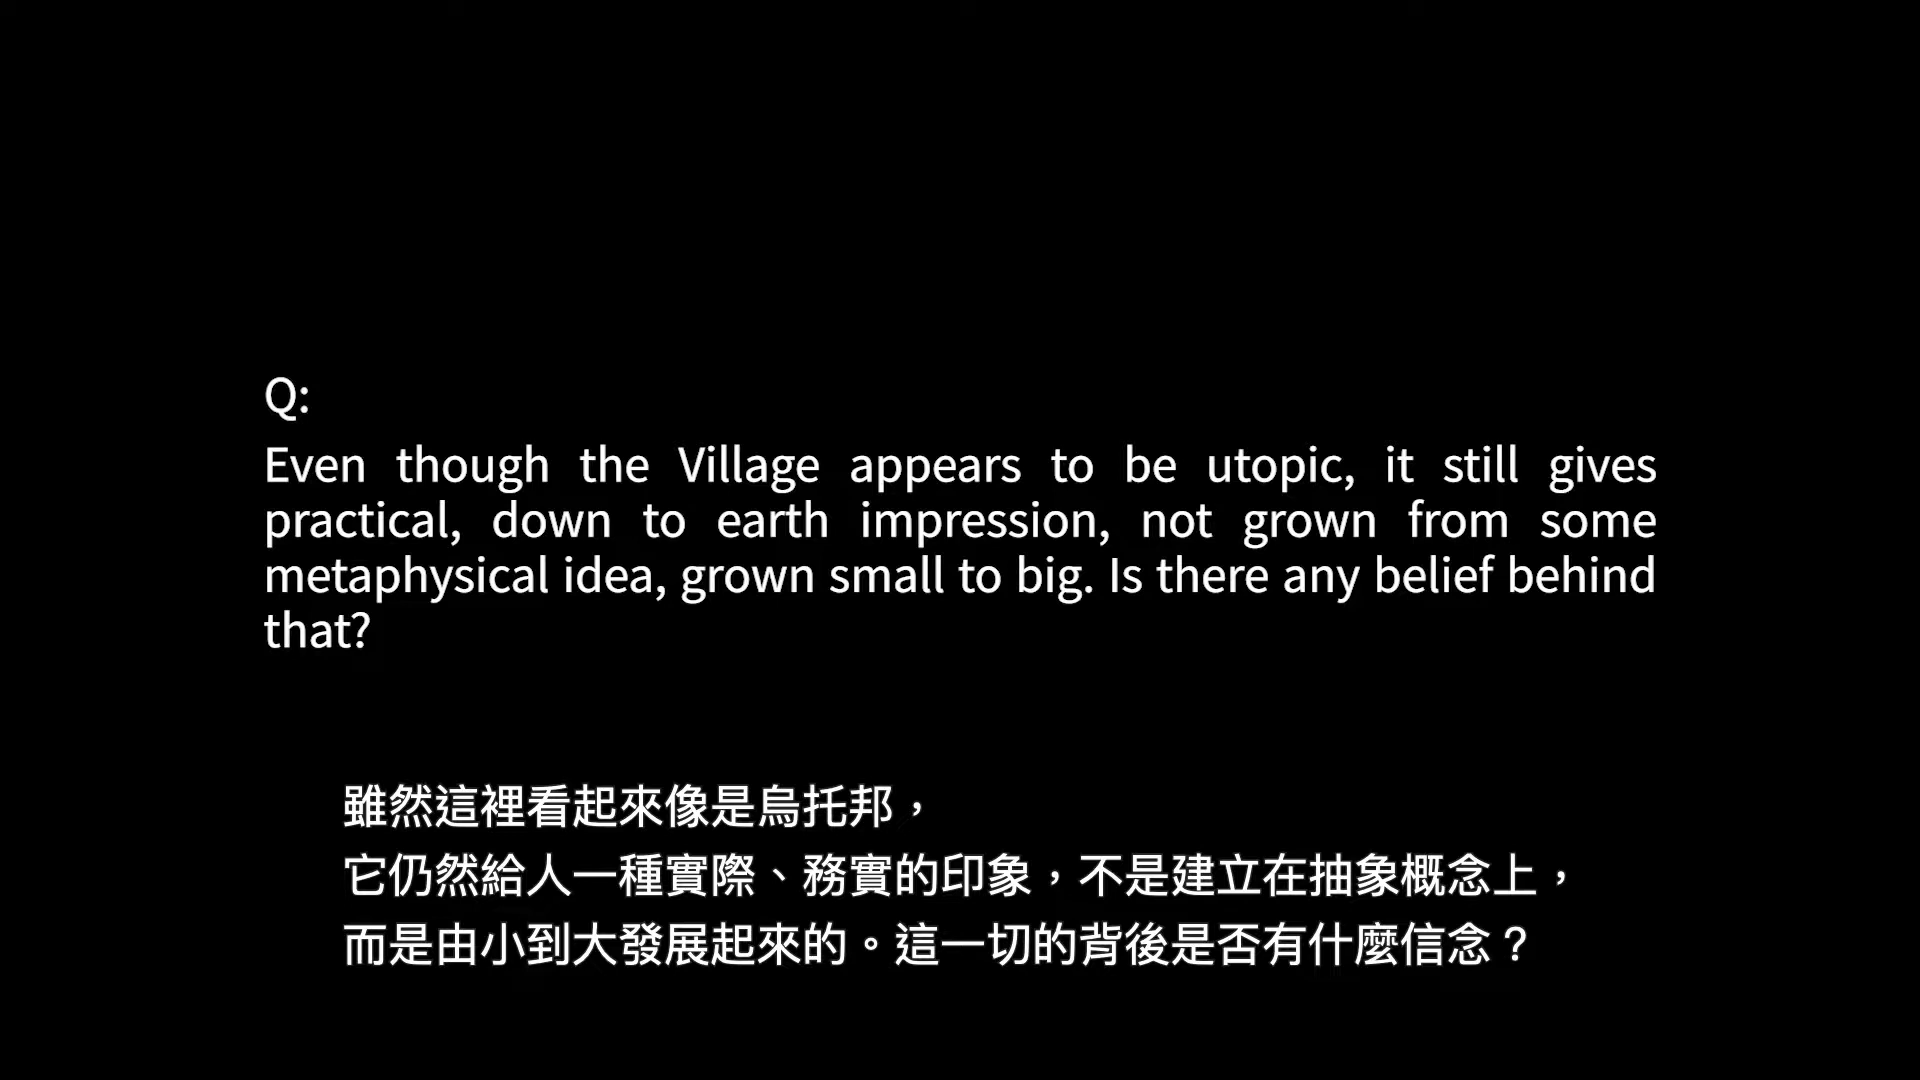 Q:
Even though the Village appears to be utopic, it still gives
practical, down to earth impression, not grown from some
metaphysical idea, grown small to big. Is there any belief behind
that?
雖然這裡看起來像是烏托邦，
它仍然給人一種實際、務實的印象，不是建立在抽象概念上，
而是由小到大發展起來的。這一切的背後是否有什麼信念？